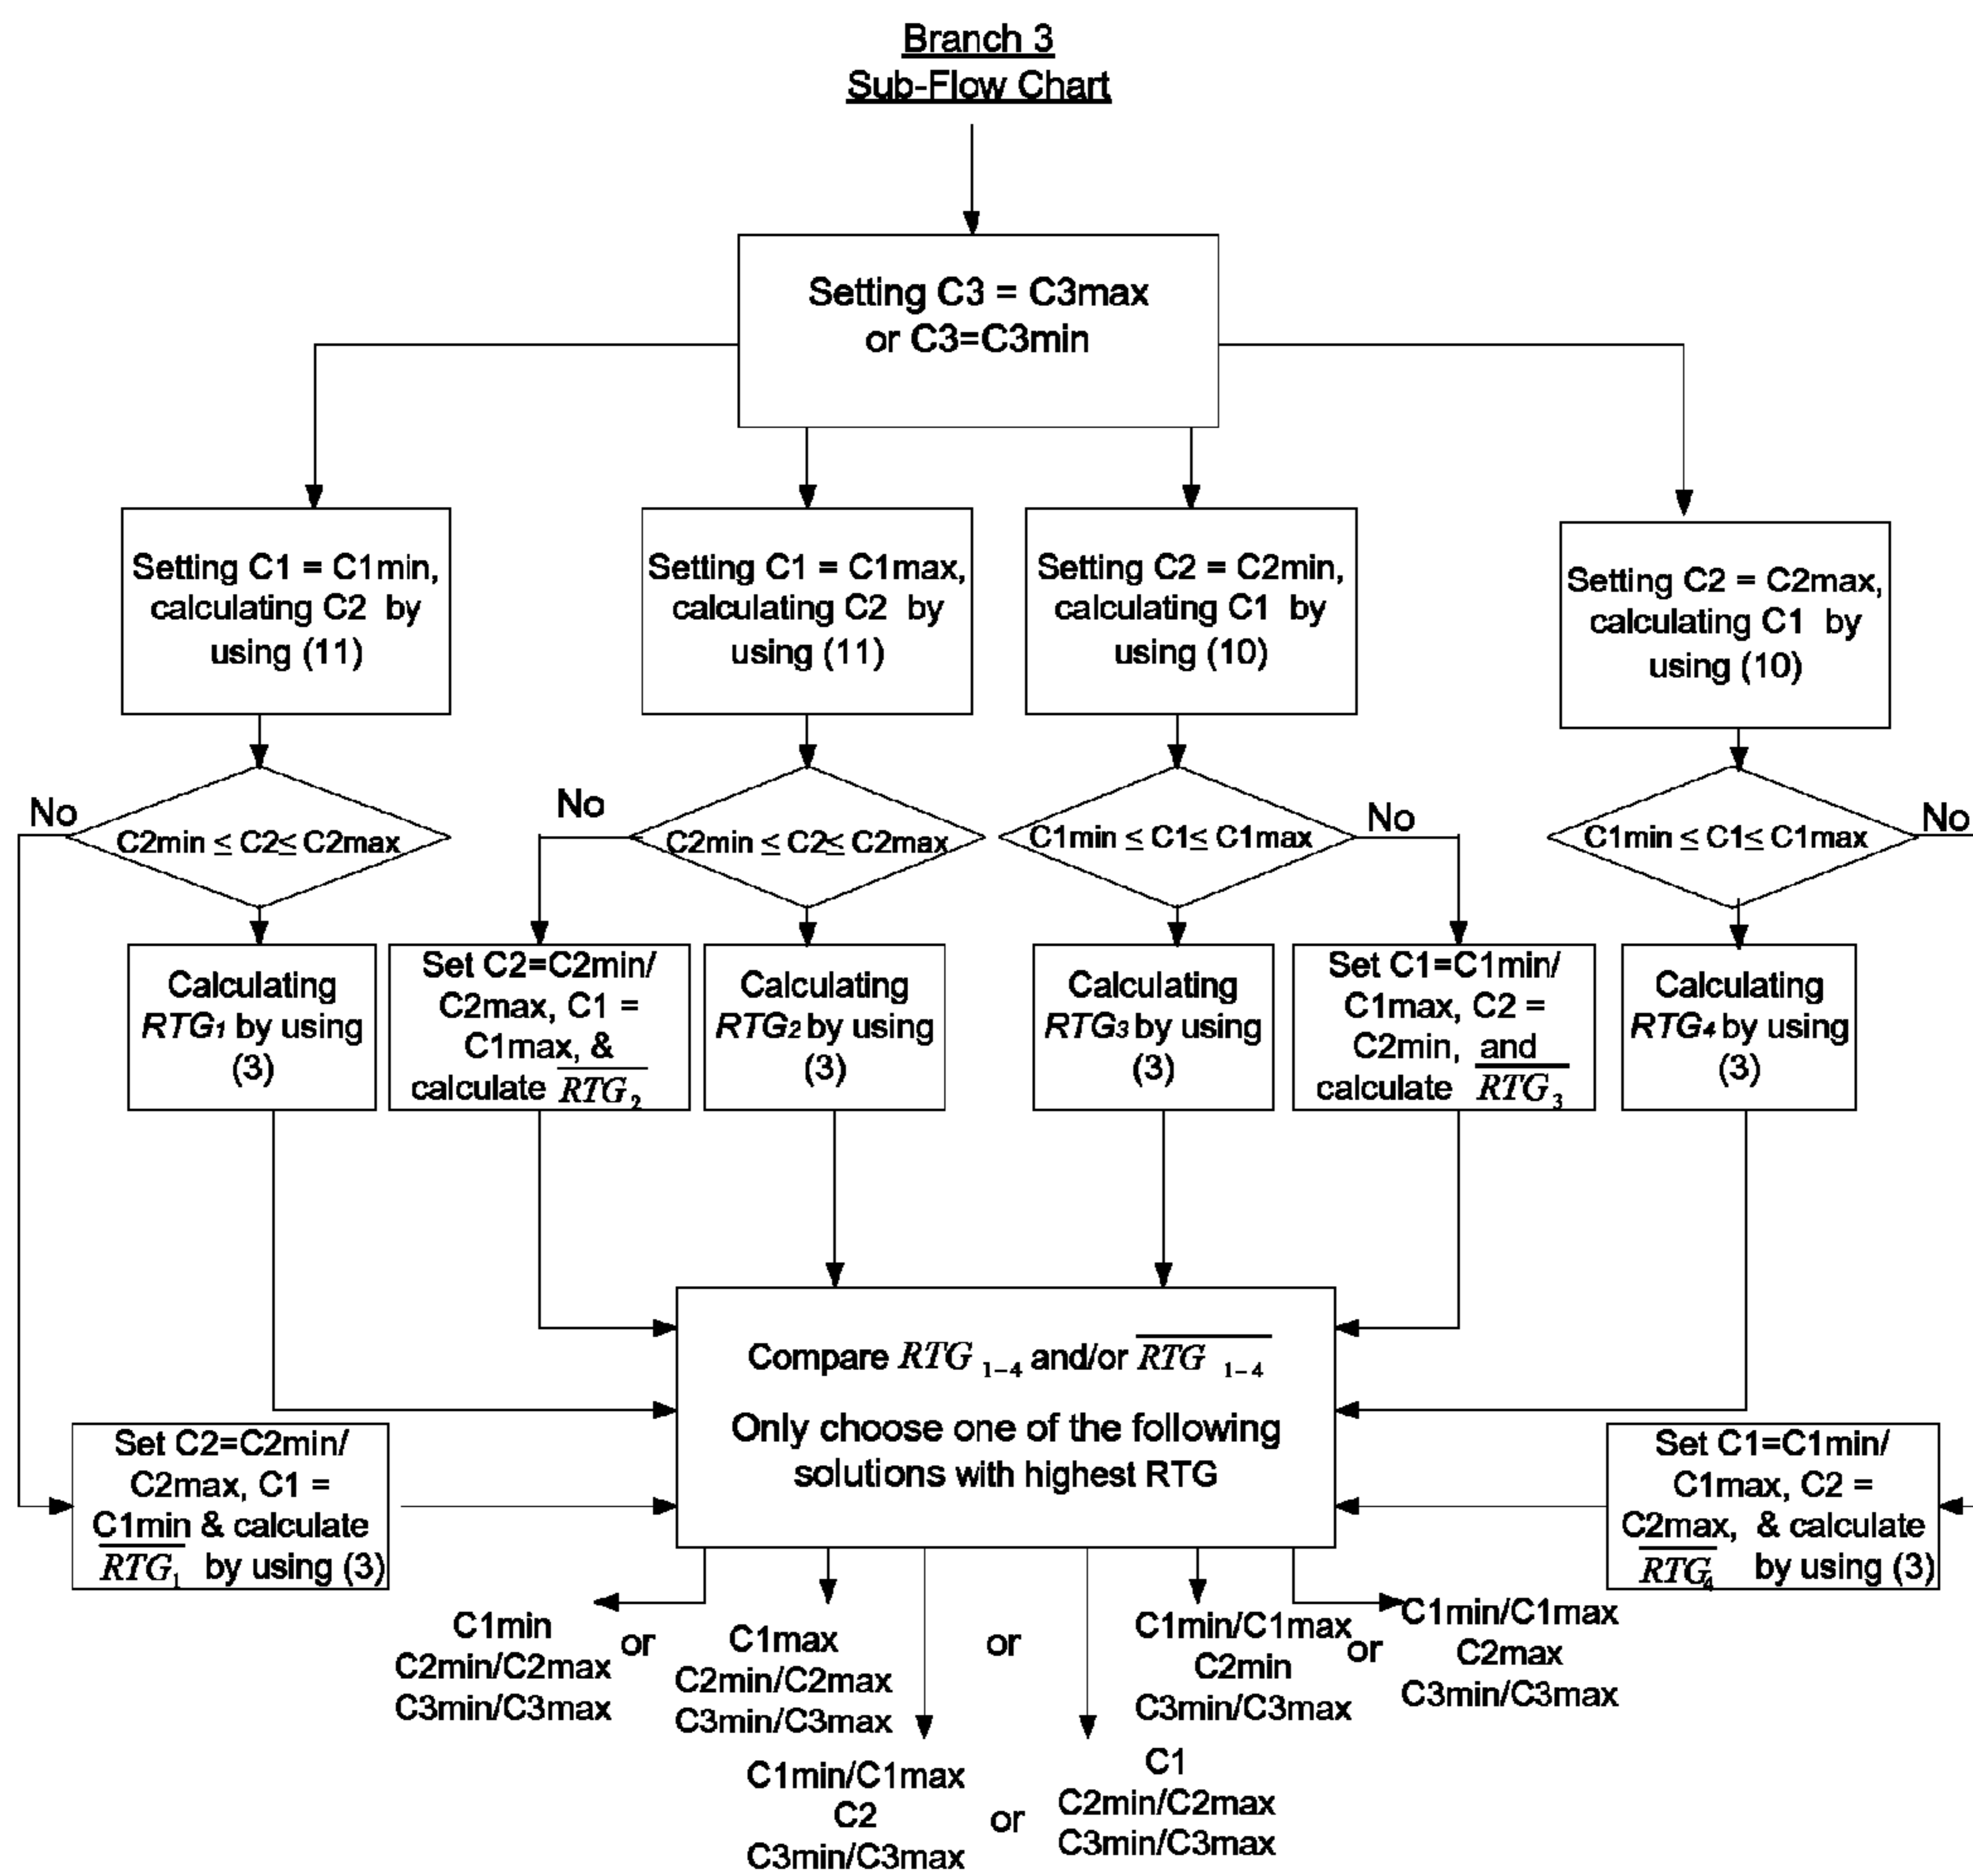 Branch 3
Sub-Flow Chart
Setting C3 = C3max
or C3=C3min
Setting C1 = C1min,
calculating C2 by
using (11)
Setting C1 = C1max,
calculating C2 by
using (11)
Setting C2 = C2min,
calculating C1 by
using (10)
Setting C2 = C2max,
calculating C1 by
using (10)
No
C2min ≤ C2≤ C2max
No
C2min ≤ C2≤ C2max
C1min ≤ C1≤ C1max
No
C1min ≤ C1≤ C1max
No
Calculating
RTG₁ by using
(3)
Set C2=C2min/
C2max, C1 =
C1max, &
calculate R̅T̅G̅₂
Calculating
RTG₂ by using
(3)
Calculating
RTG₃ by using
(3)
Set C1=C1min/
C1max, C2 =
C2min, and
calculate R̅T̅G̅₃
Calculating
RTG₄ by using
(3)
Compare RTG ₁₋₄ and/or R̅T̅G̅ ₁₋₄
Only choose one of the following
solutions with highest RTG
Set C2=C2min/
C2max, C1 =
C1min & calculate
R̅T̅G̅₁ by using (3)
Set C1=C1min/
C1max, C2 =
C2max, & calculate
R̅T̅G̅₄ by using (3)
C1min
C2min/C2max
C3min/C3max
or
C1max
C2min/C2max
C3min/C3max
or
C1min/C1max
C2min
C3min/C3max
or
C1min/C1max
C2max
C3min/C3max
C1min/C1max
C2
C3min/C3max
or
C1
C2min/C2max
C3min/C3max